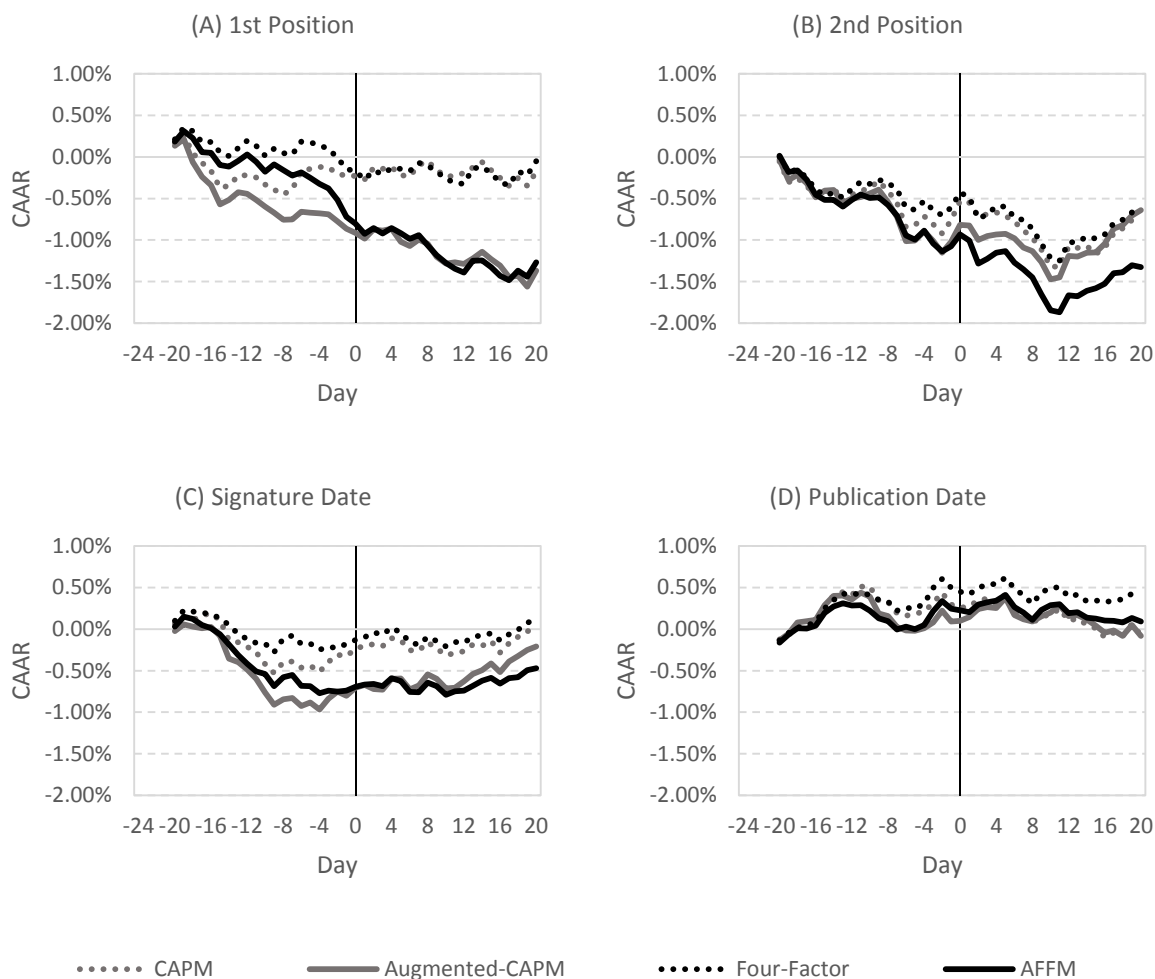 (A) 1st Position
1.00%
0.50%
0.00%
-0.50%
-1.00%
-1.50%
-2.00%
CAAR
-24 -20 -16 -12 -8 -4 0 4 8 12 16 20
Day
(B) 2nd Position
1.00%
0.50%
0.00%
-0.50%
-1.00%
-1.50%
-2.00%
CAAR
-24 -20 -16 -12 -8 -4 0 4 8 12 16 20
Day
(C) Signature Date
1.00%
0.50%
0.00%
-0.50%
-1.00%
-1.50%
-2.00%
CAAR
-24 -20 -16 -12 -8 -4 0 4 8 12 16 20
Day
(D) Publication Date
1.00%
0.50%
0.00%
-0.50%
-1.00%
-1.50%
-2.00%
CAAR
-24 -20 -16 -12 -8 -4 0 4 8 12 16 20
Day
CAPM Augmented-CAPM Four-Factor AFFM